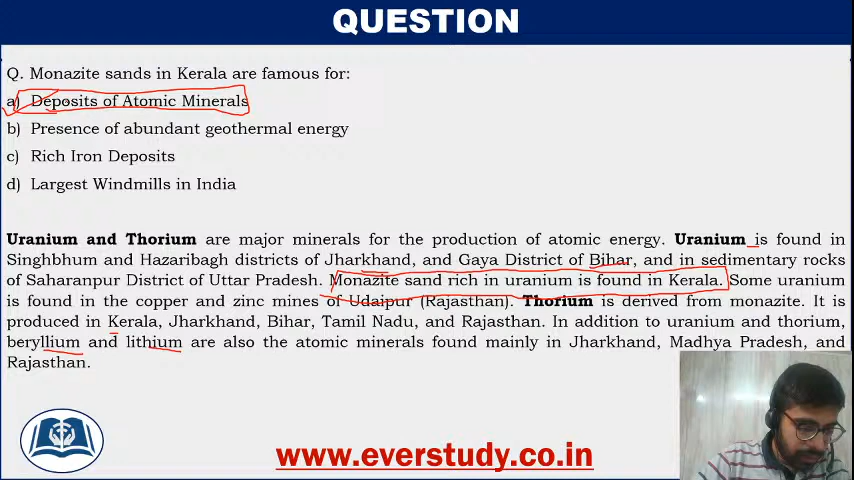 QUESTION
Q. Monazite sands in Kerala are famous for:
a) Deposits of Atomic Minerals
b) Presence of abundant geothermal energy
c) Rich Iron Deposits
d) Largest Windmills in India
Uranium and Thorium are major minerals for the production of atomic energy. Uranium is found in
Singhbhum and Hazaribagh districts of Jharkhand, and Gaya District of Bihar, and in sedimentary rocks
of Saharanpur District of Uttar Pradesh. Monazite sand rich in uranium is found in Kerala. Some uranium
is found in the copper and zinc mines of Udaipur (Rajasthan). Thorium is derived from monazite. It is
produced in Kerala, Jharkhand, Bihar, Tamil Nadu, and Rajasthan. In addition to uranium and thorium,
beryllium and lithium are also the atomic minerals found mainly in Jharkhand, Madhya Pradesh, and
Rajasthan.
www.everstudy.co.in